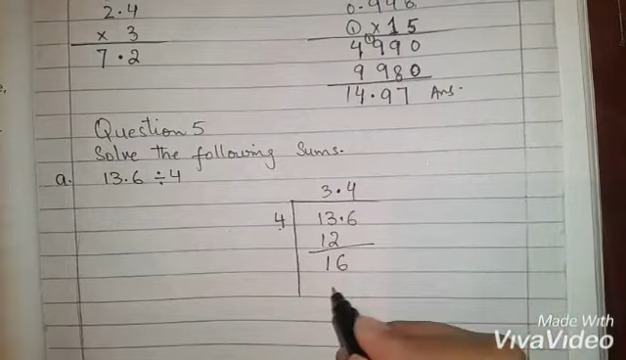 2.4
x 3
7.2
0.998
① x 15
4990
9980
14.97 Ans.
Question 5
Solve the following Sums.
a. 13.6 ÷ 4
3.4
4 13.6
12
16
Made With
VivaVideo